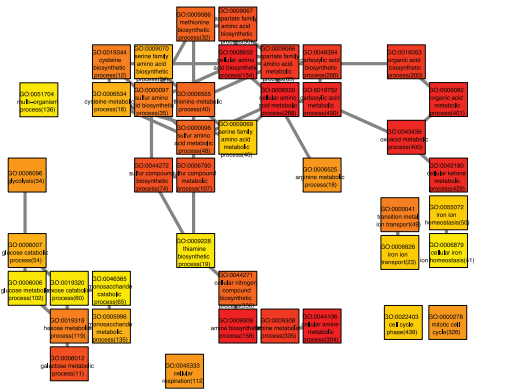 GO:0009086
methionine
biosynthetic
process(32)
GO:0009067
aspartate family
amino acid
biosynthetic
GO:0019344
cysteine
biosynthetic
process(12)
GO:0009070
serine family
amino acid
biosynthetic
GO:0008652
cellular amino
acid biosynthetic
process(154)
GO:0009066
aspartate family
amino acid
metabolic
GO:0046394
carboxylic acid
biosynthetic
process(200)
GO:0016053
organic acid
biosynthetic
process(200)
GO:0051704
multi-organism
process(136)
GO:0006534
cysteine metabolic
process(16)
GO:0000097
sulfur amino acid
biosynthetic
process(35)
GO:0006555
methionine metabolic
process(40)
GO:0006520
cellular amino
acid metabolic
process(286)
GO:0019752
carboxylic acid
metabolic
process(400)
GO:0006082
organic acid
metabolic
process(401)
GO:0000096
sulfur amino
acid metabolic
process(48)
GO:0009069
serine family
amino acid
metabolic
process(40)
GO:0043436
oxoacid metabolic
process(400)
GO:0006096
glycolysis(34)
GO:0044272
sulfur compound
biosynthetic
process(74)
GO:0006790
sulfur compound
metabolic
process(107)
GO:0006525
arginine metabolic
process(18)
GO:0042180
cellular ketone
metabolic
process(429)
GO:0000041
transition metal
ion transport(49)
GO:0055072
iron ion
homeostasis(50)
GO:0006007
glucose catabolic
process(54)
GO:0009228
thiamine
biosynthetic
process(19)
GO:0006826
iron ion
transport(23)
GO:0006879
cellular iron
ion homeostasis(41)
GO:0006006
glucose metabolic
process(102)
GO:0019320
hexose catabolic
process(60)
GO:0046365
monosaccharide
catabolic
process(65)
GO:0044271
cellular nitrogen
compound
biosynthetic
GO:0019318
hexose metabolic
process(119)
GO:0005996
monosaccharide
metabolic
process(135)
GO:0009309
amine biosynthetic
process(158)
GO:0009308
amine metabolic
process(335)
GO:0044106
cellular amine
metabolic
process(304)
GO:0022403
cell cycle
phase(439)
GO:0000278
mitotic cell
cycle(326)
GO:0006012
galactose metabolic
process(11)
GO:0045333
cellular
respiration(112